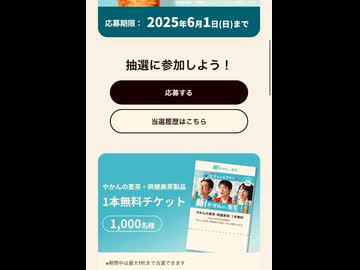 応募期限： 2025年6月1日(日)まで
抽選に参加しよう！
応募する
当選履歴はこちら
やかんの麦茶・爽健美茶製品
1本無料チケット
1,000名様
※期間中は最大1枚まで当選できます